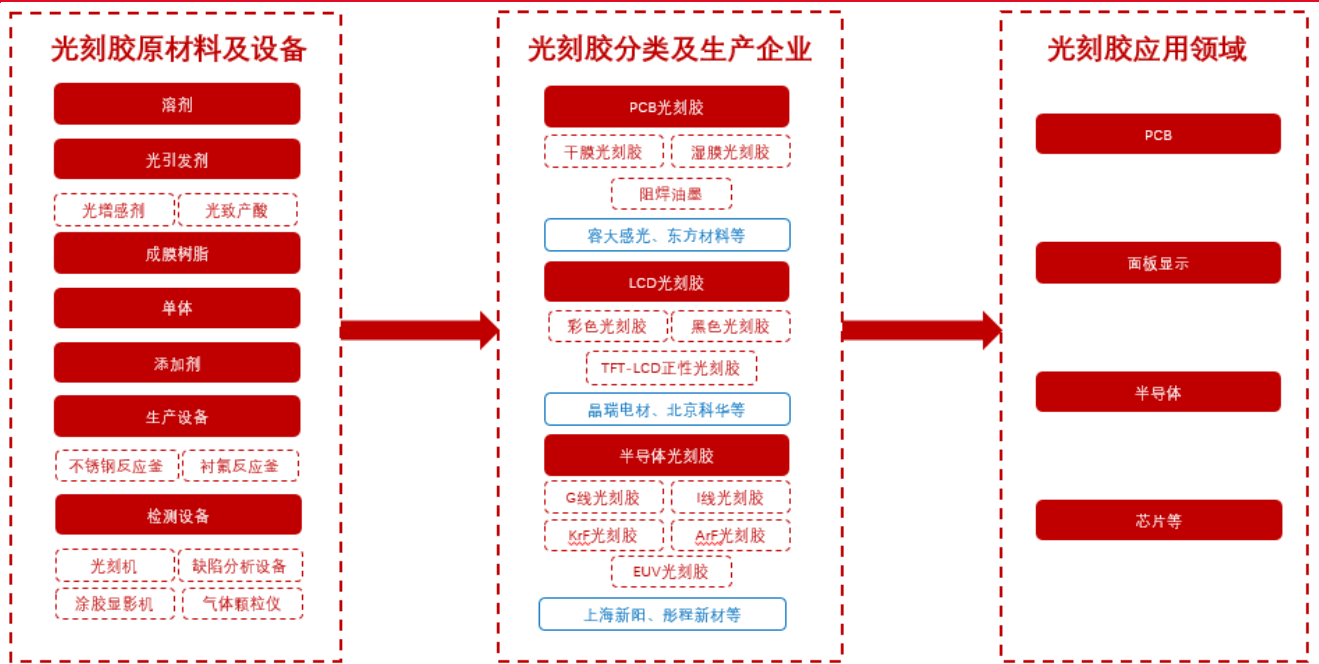 光刻胶原材料及设备
溶剂
光引发剂
光增感剂
光致产酸
成膜树脂
单体
添加剂
生产设备
不锈钢反应釜
衬氟反应釜
检测设备
光刻机
缺陷分析设备
涂胶显影机
气体颗粒仪
光刻胶分类及生产企业
PCB光刻胶
干膜光刻胶
湿膜光刻胶
阻焊油墨
容大感光、东方材料等
LCD光刻胶
彩色光刻胶
黑色光刻胶
TFT-LCD正性光刻胶
晶瑞电材、北京科华等
半导体光刻胶
G线光刻胶
I线光刻胶
KrF光刻胶
ArF光刻胶
EUV光刻胶
上海新阳、彤程新材等
光刻胶应用领域
PCB
面板显示
半导体
芯片等